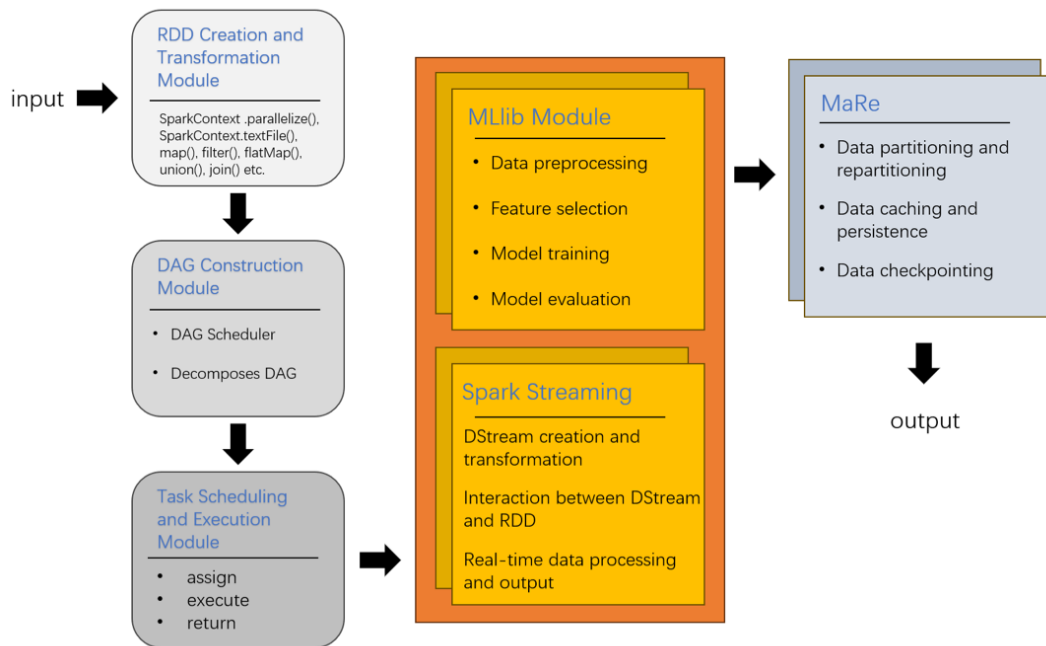 input
RDD Creation and
Transformation
Module
SparkContext .parallelize(),
SparkContext.textFile(),
map(), filter(), flatMap(),
union(), join() etc.
DAG Construction
Module
• DAG Scheduler
• Decomposes DAG
Task Scheduling
and Execution
Module
• assign
• execute
• return
MLlib Module
• Data preprocessing
• Feature selection
• Model training
• Model evaluation
Spark Streaming
DStream creation and
transformation
Interaction between DStream
and RDD
Real-time data processing
and output
MaRe
• Data partitioning and
repartitioning
• Data caching and
persistence
• Data checkpointing
output